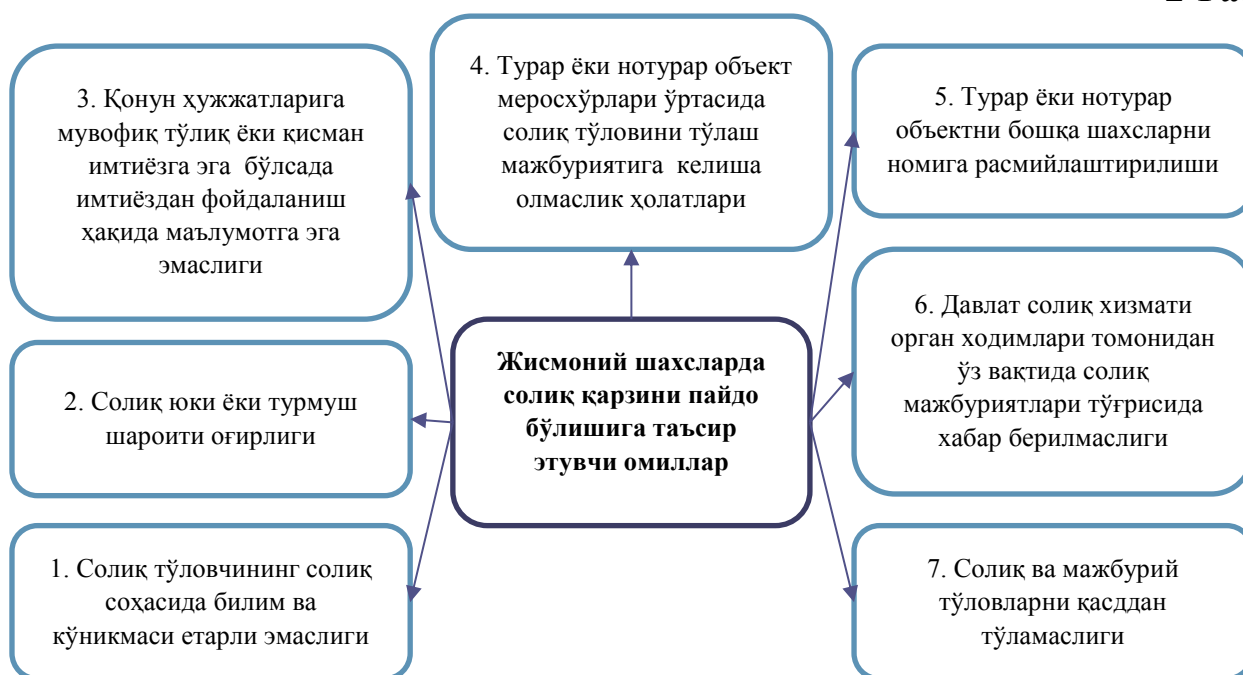 3. Қонун ҳужжатларига
мувофиқ тўлиқ ёки қисман
имтиёзга эга бўлсада
имтиёздан фойдаланиш
ҳақида маълумотга эга
эмаслиги
4. Турар ёки нотурар объект
меросхўрлари ўртасида
солиқ тўловини тўлаш
мажбуриятига келиша
олмаслик ҳолатлари
5. Турар ёки нотурар
объектни бошқа шахсларни
номига расмийлаштирилиши
2. Солиқ юки ёки турмуш
шароити оғирлиги
Жисмоний шахсларда
солиқ қарзини пайдо
бўлишига таъсир
этувчи омиллар
6. Давлат солиқ хизмати
орган ходимлари томонидан
ўз вақтида солиқ
мажбуриятлари тўғрисида
хабар берилмаслиги
1. Солиқ тўловчининг солиқ
соҳасида билим ва
кўникмаси етарли эмаслиги
7. Солиқ ва мажбурий
тўловларни қасддан
тўламаслиги